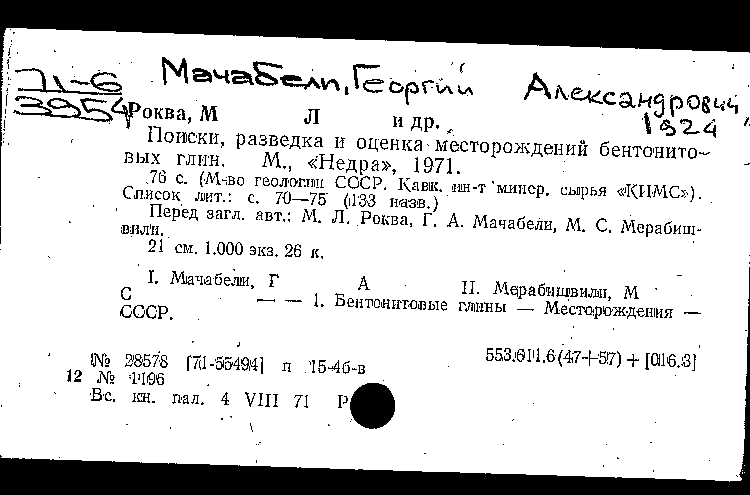 Мачабели, Георгий Александрович
1924
71-6
3954
Роква, М Л и др.
Поиски, разведка и оценка месторождений бентонито-
вых глин. М., «Недра», 1971.
76 с. (М-во геологии СССР. Кавк. ин-т минер. сырья «КИМС»).
Список лит.: с. 70—75 (133 назв.)
Перед загл. авт.: М. Л. Роква, Г. А. Мачабели, М. С. Мерабиш-
вили.
21 см. 1.000 экз. 26 к.
I. Мачабели, Г А II. Мерабишвили, М
С — — 1. Бентонитовые глины — Месторождения —
СССР.
553.611.6(47+57) + [016.3]
№ 28578 [71-55494] п 15-46-в
12 № 1196
Вс. кн. пал. 4 VIII 71 Р